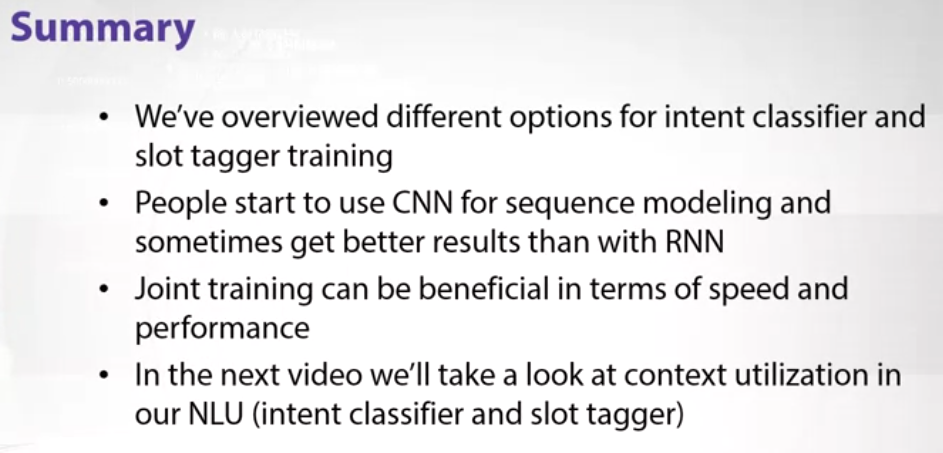 Summary
• We've overviewed different options for intent classifier and
slot tagger training
• People start to use CNN for sequence modeling and
sometimes get better results than with RNN
• Joint training can be beneficial in terms of speed and
performance
• In the next video we'll take a look at context utilization in
our NLU (intent classifier and slot tagger)